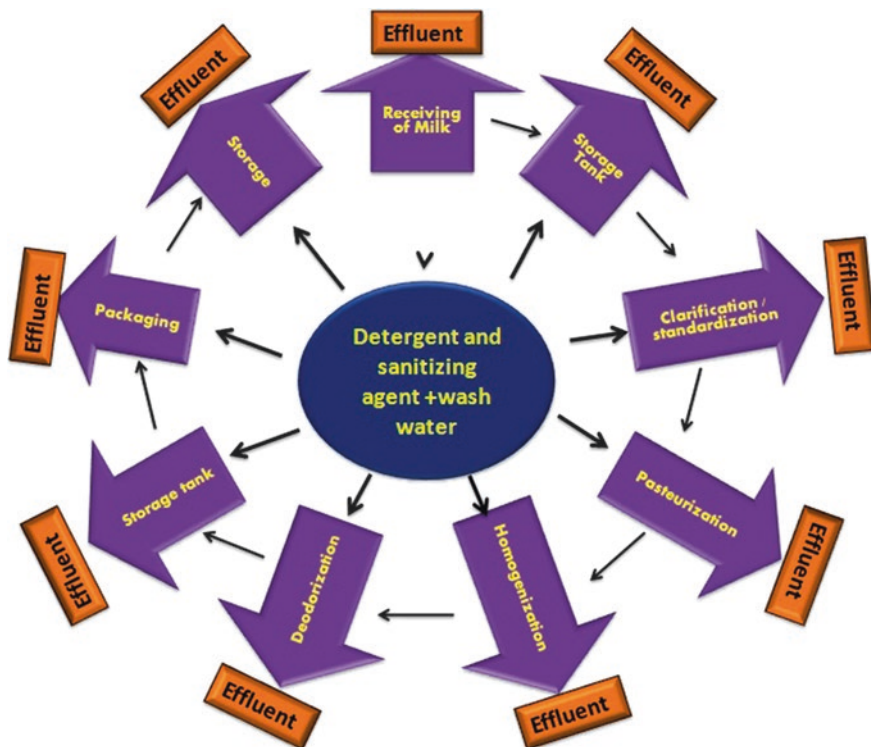 Effluent
Receiving
of Milk
Effluent
Storage
Tank
Effluent
Clarification /
standardization
Effluent
Pasteurization
Effluent
Homogenization
Effluent
Deodorization
Effluent
Storage tank
Effluent
Packaging
Effluent
Storage
Detergent and
sanitizing
agent +wash
water